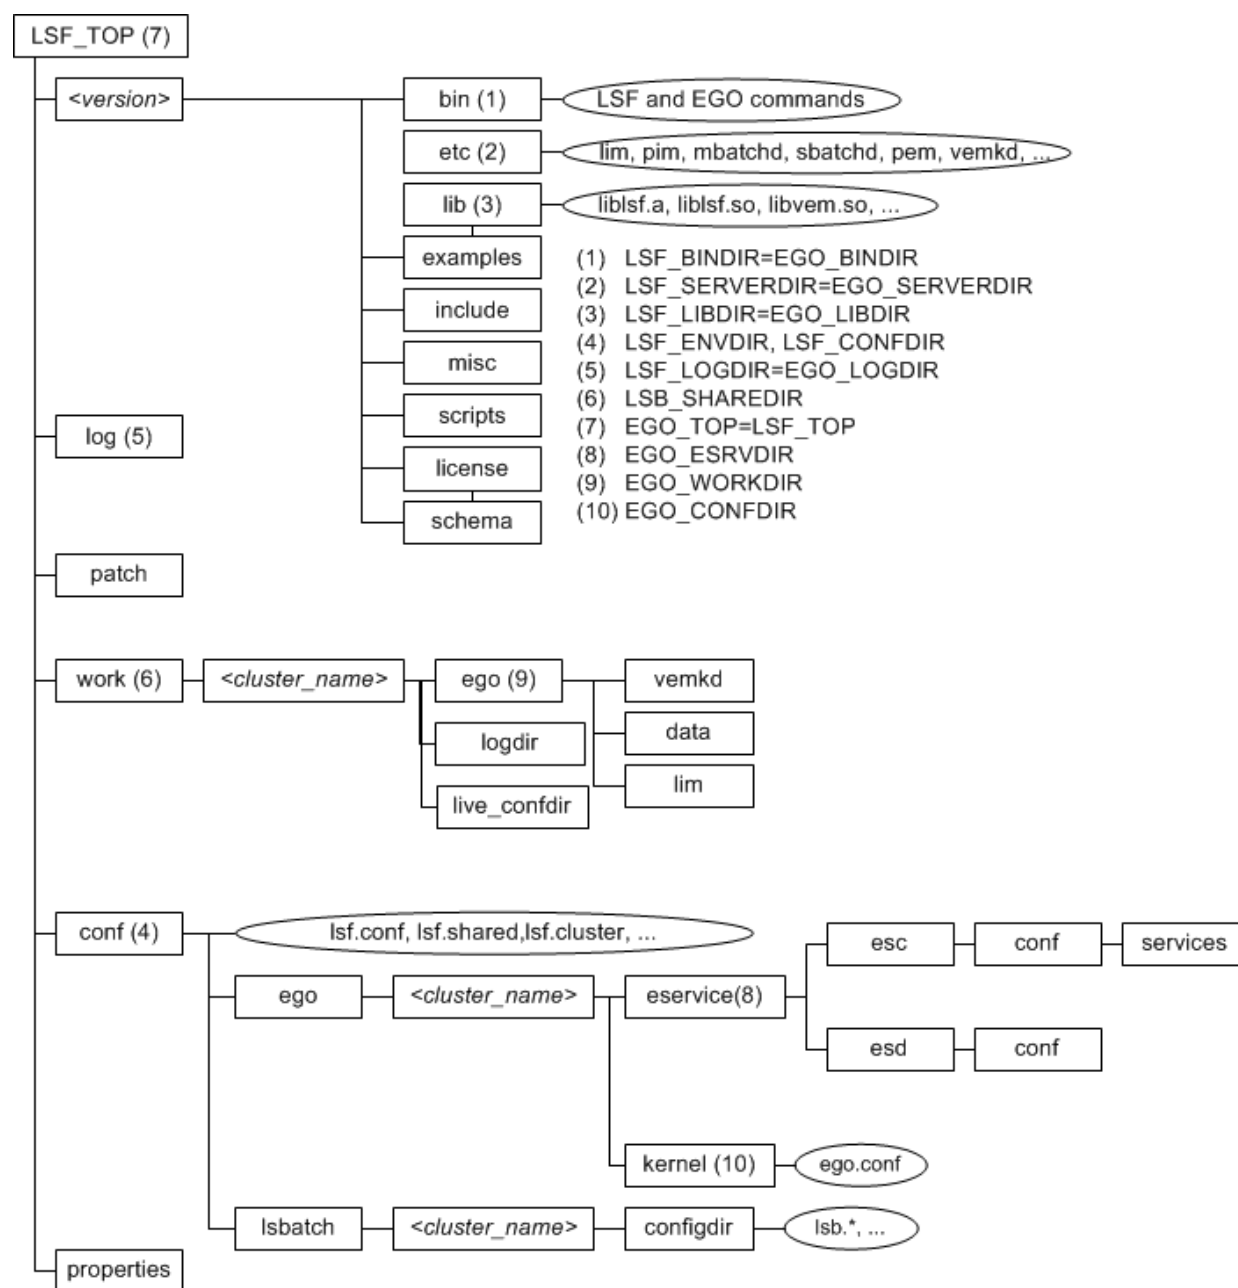 LSF_TOP (7)
<version>
bin (1)
LSF and EGO commands
etc (2)
lim, pim, mbatchd, sbatchd, pem, vemkd, ...
lib (3)
liblsf.a, liblsf.so, libvem.so, ...
examples
include
misc
scripts
license
schema
(1) LSF_BINDIR=EGO_BINDIR
(2) LSF_SERVERDIR=EGO_SERVERDIR
(3) LSF_LIBDIR=EGO_LIBDIR
(4) LSF_ENVDIR, LSF_CONFDIR
(5) LSF_LOGDIR=EGO_LOGDIR
(6) LSB_SHAREDIR
(7) EGO_TOP=LSF_TOP
(8) EGO_ESRVDIR
(9) EGO_WORKDIR
(10) EGO_CONFDIR
log (5)
patch
work (6)
<cluster_name>
ego (9)
vemkd
data
lim
logdir
live_confdir
conf (4)
lsf.conf, lsf.shared,lsf.cluster, ...
ego
<cluster_name>
eservice(8)
esc
conf
services
esd
conf
kernel (10)
ego.conf
lsbatch
<cluster_name>
configdir
lsb.*, ...
properties